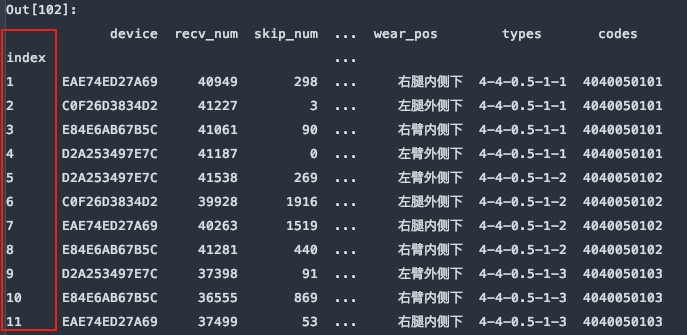 Out[102]:
device recv_num skip_num ... wear_pos types codes
index ...
1 EAE74ED27A69 40949 298 ... 右腿内侧下 4-4-0.5-1-1 4040050101
2 C0F26D3834D2 41227 3 ... 左腿外侧下 4-4-0.5-1-1 4040050101
3 E84E6AB67B5C 41061 90 ... 右臂内侧下 4-4-0.5-1-1 4040050101
4 D2A253497E7C 41187 0 ... 左臂外侧下 4-4-0.5-1-1 4040050101
5 D2A253497E7C 41538 269 ... 左臂外侧下 4-4-0.5-1-2 4040050102
6 C0F26D3834D2 39928 1916 ... 左腿外侧下 4-4-0.5-1-2 4040050102
7 EAE74ED27A69 40263 1519 ... 右腿内侧下 4-4-0.5-1-2 4040050102
8 E84E6AB67B5C 41281 440 ... 右臂内侧下 4-4-0.5-1-2 4040050102
9 D2A253497E7C 37398 91 ... 左臂外侧下 4-4-0.5-1-3 4040050103
10 E84E6AB67B5C 36555 869 ... 右臂内侧下 4-4-0.5-1-3 4040050103
11 EAE74ED27A69 37499 53 ... 右腿内侧下 4-4-0.5-1-3 4040050103